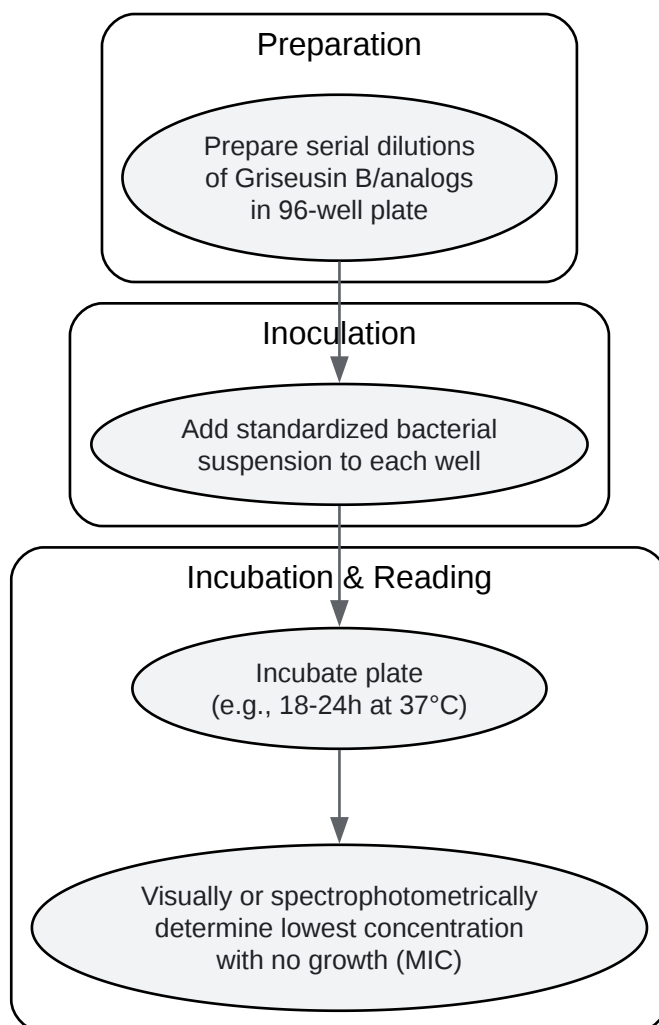 Preparation
Prepare serial dilutions
of Griseusin B/analogs
in 96-well plate
Inoculation
Add standardized bacterial
suspension to each well
Incubation & Reading
Incubate plate
(e.g., 18-24h at 37°C)
Visually or spectrophotometrically
determine lowest concentration
with no growth (MIC)